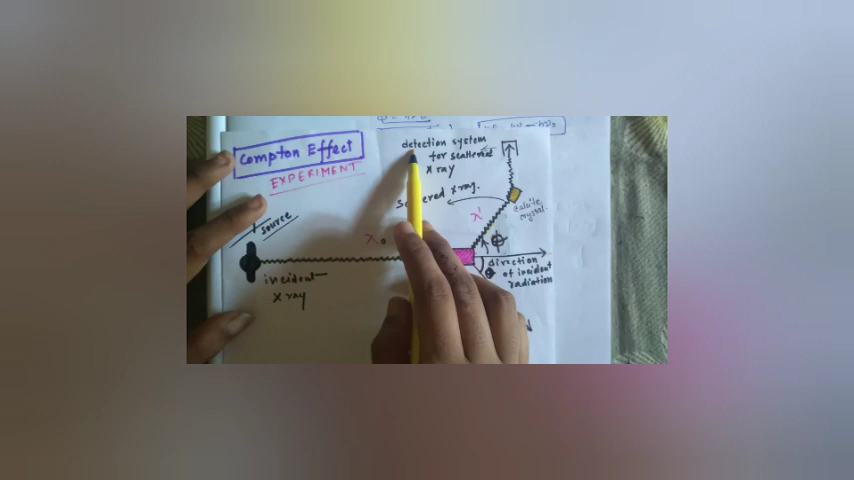 Compton Effect
EXPERIMENT
detection system
for scattered
x ray
x ray.
λ'
calcite
crystal.
source
λ₀
ϕ
incident
x ray
direction
of incident
radiation
θ